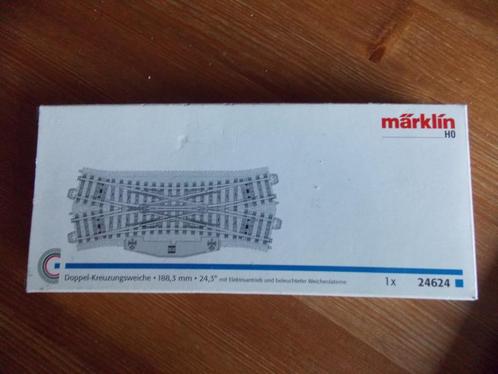 märklin
H0
Doppel-Kreuzungsweiche • 188,3 mm • 24,3° mit Elektroantrieb und beleuchteter Weichenlaterne
1x 24624